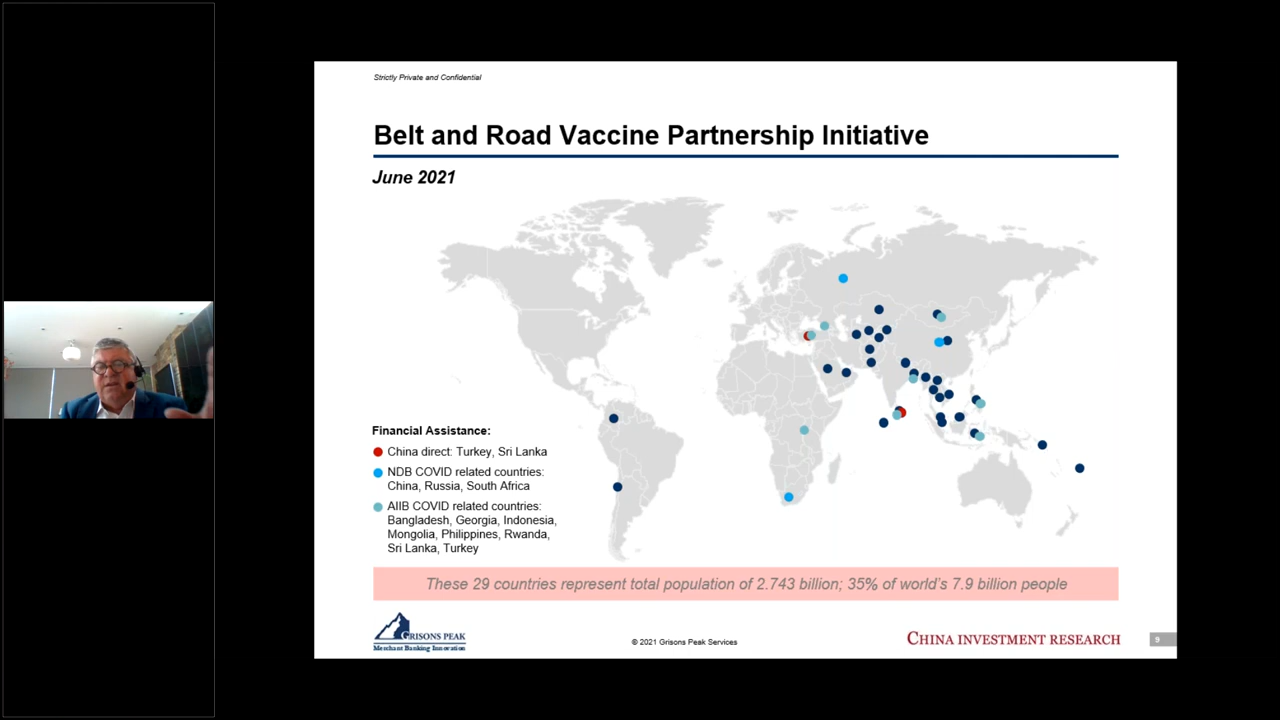 Strictly Private and Confidential
Belt and Road Vaccine Partnership Initiative
June 2021
Financial Assistance:
China direct: Turkey, Sri Lanka
NDB COVID related countries:
China, Russia, South Africa
AIIB COVID related countries:
Bangladesh, Georgia, Indonesia,
Mongolia, Philippines, Rwanda,
Sri Lanka, Turkey
These 29 countries represent total population of 2.743 billion; 35% of world's 7.9 billion people
GRISONS PEAK
Merchant Banking Innovation
© 2021 Grisons Peak Services
CHINA INVESTMENT RESEARCH
9